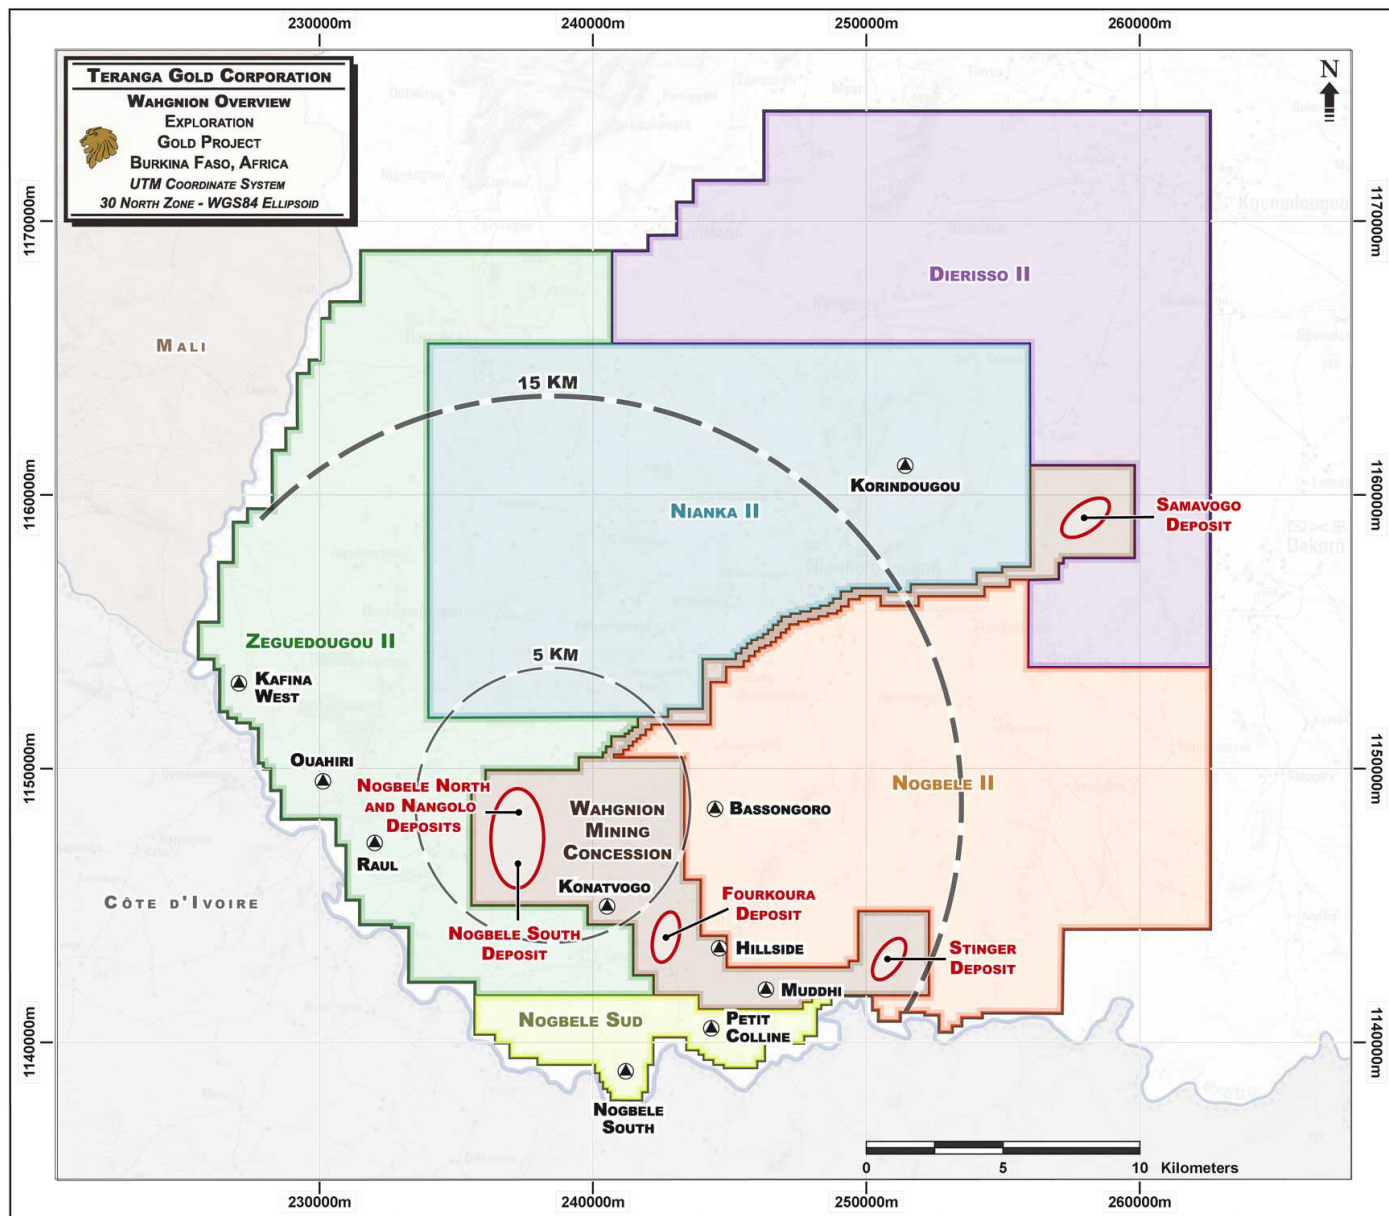 230000m
240000m
250000m
260000m
TERANGA GOLD CORPORATION
WAHGNION OVERVIEW
EXPLORATION
GOLD PROJECT
BURKINA FASO, AFRICA
UTM COORDINATE SYSTEM
30 NORTH ZONE - WGS84 ELLIPSOID
N
1170000m
1170000m
DIERISSO II
MALI
15 KM
KORINDOUGOU
1160000m
1160000m
NIANKA II
SAMAVOGO
DEPOSIT
ZEGUEDOUGOU II
5 KM
KAFINA
WEST
OUAHIRI
1150000m
1150000m
NOGBELE NORTH
AND NANGOLO
DEPOSITS
WAHGNION
MINING
CONCESSION
BASSONGORO
NOGBELE II
RAUL
KONATVOGO
FOURKOURA
DEPOSIT
CÔTE D'IVOIRE
NOGBELE SOUTH
DEPOSIT
HILLSIDE
STINGER
DEPOSIT
MUDDHI
NOGBELE SUD
PETIT
COLLINE
1140000m
1140000m
NOGBELE
SOUTH
0 5 10 Kilometers
230000m
240000m
250000m
260000m